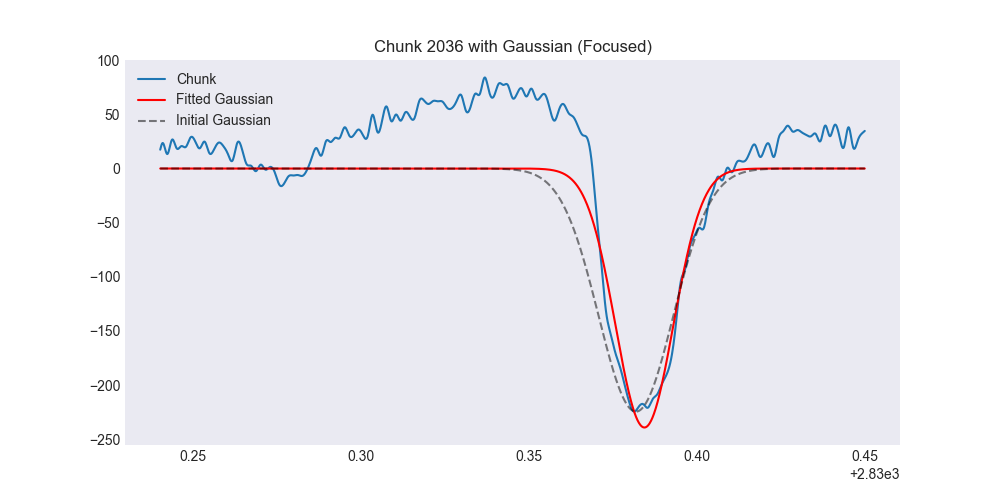 Chunk 2036 with Gaussian (Focused)
Chunk
Fitted Gaussian
Initial Gaussian
100
50
0
−50
−100
−150
−200
−250
0.25 0.30 0.35 0.40 0.45
+2.83e3